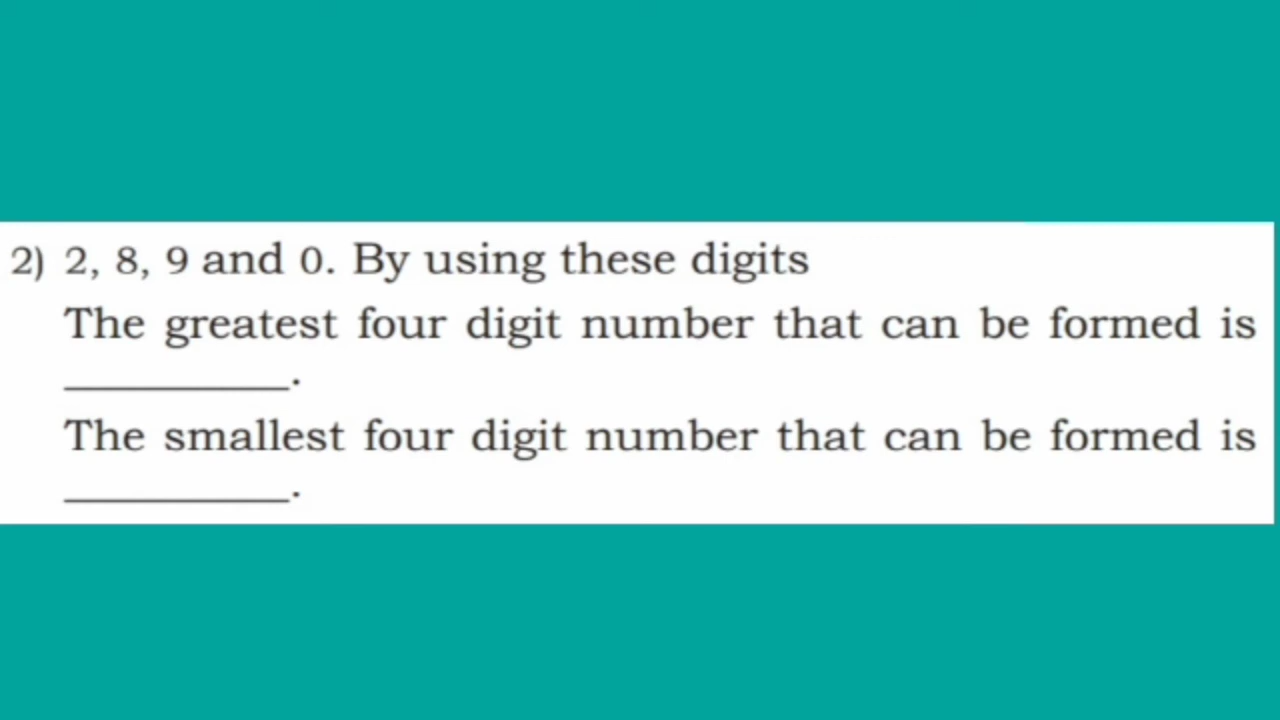 2) 2, 8, 9 and 0. By using these digits
The greatest four digit number that can be formed is
__________.
The smallest four digit number that can be formed is
__________.